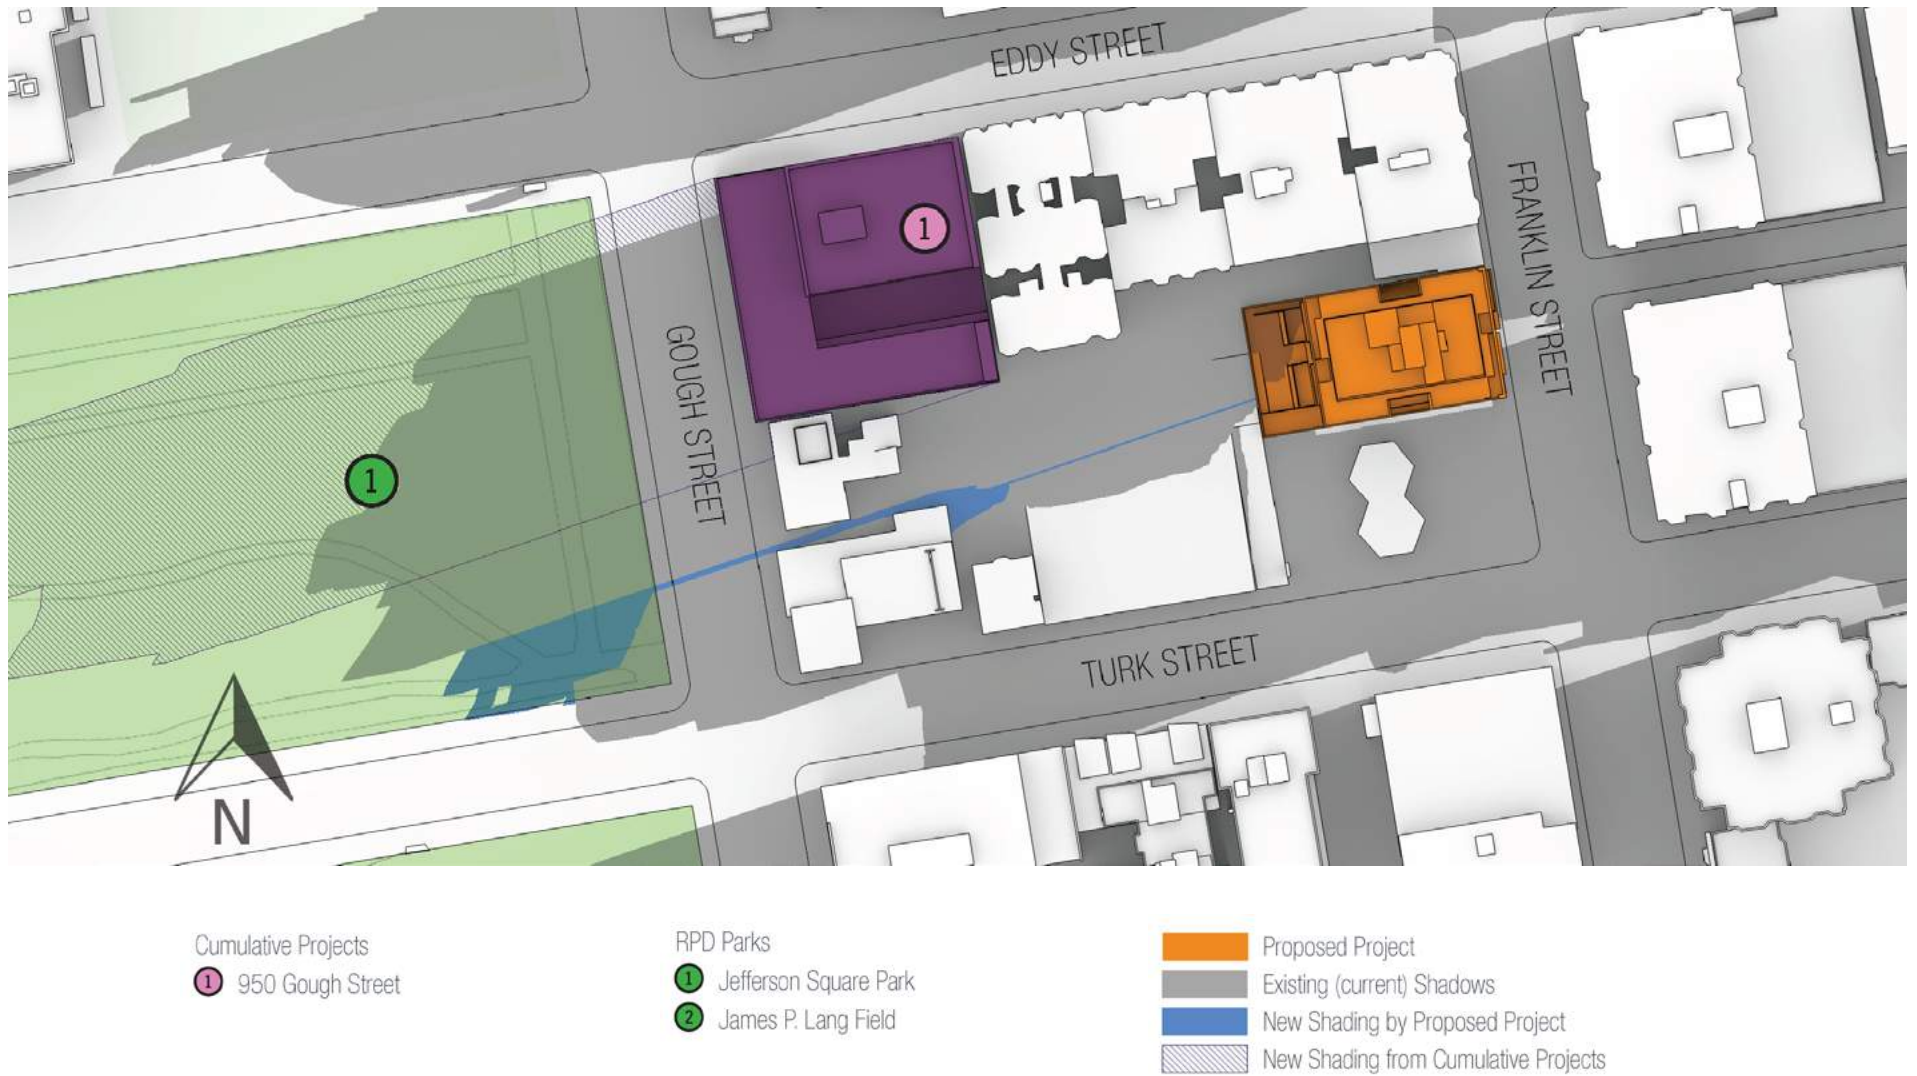 EDDY STREET
FRANKLIN STREET
1
GOUGH STREET
1
TURK STREET
N
Cumulative Projects
1 950 Gough Street
RPD Parks
1 Jefferson Square Park
2 James P. Lang Field
Proposed Project
Existing (current) Shadows
New Shading by Proposed Project
New Shading from Cumulative Projects